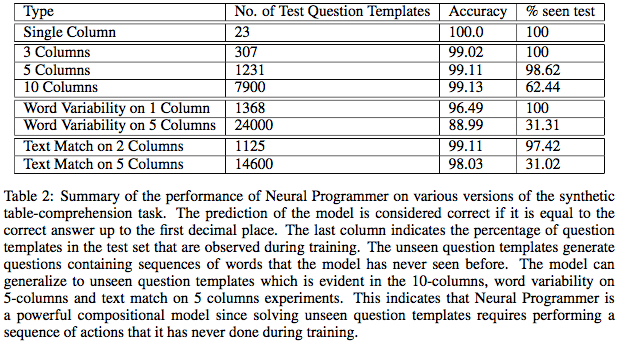 Type No. of Test Question Templates Accuracy % seen test
Single Column 23 100.0 100
3 Columns 307 99.02 100
5 Columns 1231 99.11 98.62
10 Columns 7900 99.13 62.44
Word Variability on 1 Column 1368 96.49 100
Word Variability on 5 Columns 24000 88.99 31.31
Text Match on 2 Columns 1125 99.11 97.42
Text Match on 5 Columns 14600 98.03 31.02
Table 2: Summary of the performance of Neural Programmer on various versions of the synthetic
table-comprehension task. The prediction of the model is considered correct if it is equal to the
correct answer up to the first decimal place. The last column indicates the percentage of question
templates in the test set that are observed during training. The unseen question templates generate
questions containing sequences of words that the model has never seen before. The model can
generalize to unseen question templates which is evident in the 10-columns, word variability on
5-columns and text match on 5 columns experiments. This indicates that Neural Programmer is
a powerful compositional model since solving unseen question templates requires performing a
sequence of actions that it has never done during training.